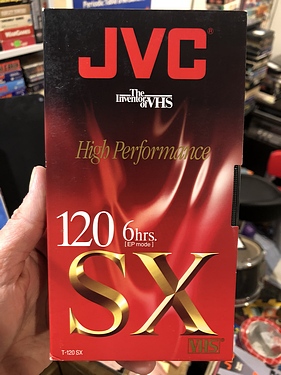 JVC®
The
Inventor
of VHS
High Performance
120 6hrs.
[EP mode]
SX
VHS
T-120 SX